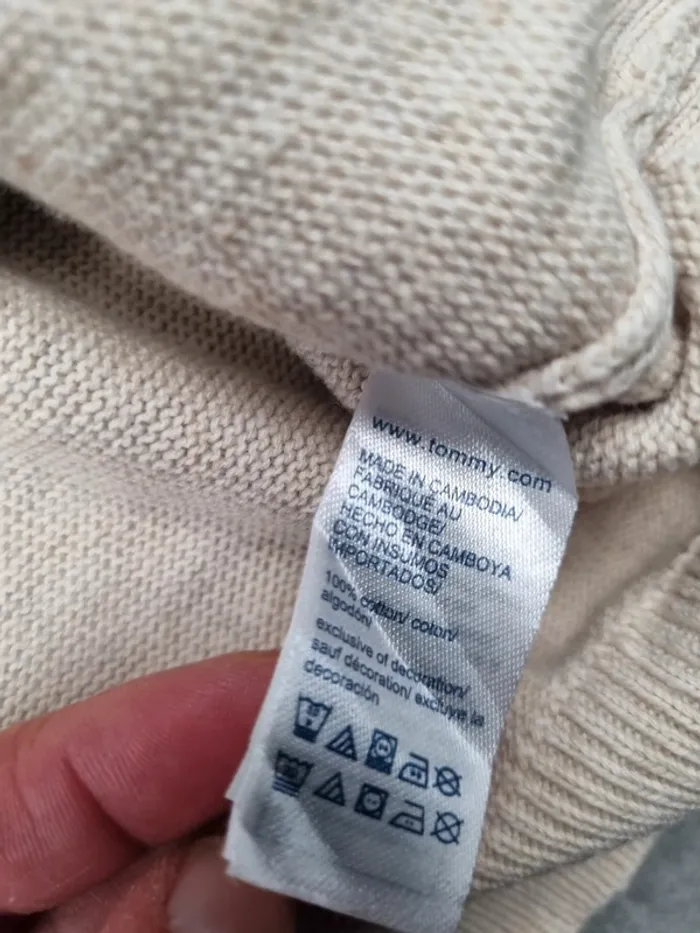 www.tommy.com
MADE IN CAMBODIA/
FABRIQUE AU
CAMBODGE/
HECHO EN CAMBOYA
CON INSUMOS
IMPORTADOS/
100% cotton/ coton/
algodón/
exclusive of decoration/
sauf décoration/ excluye la
decoración